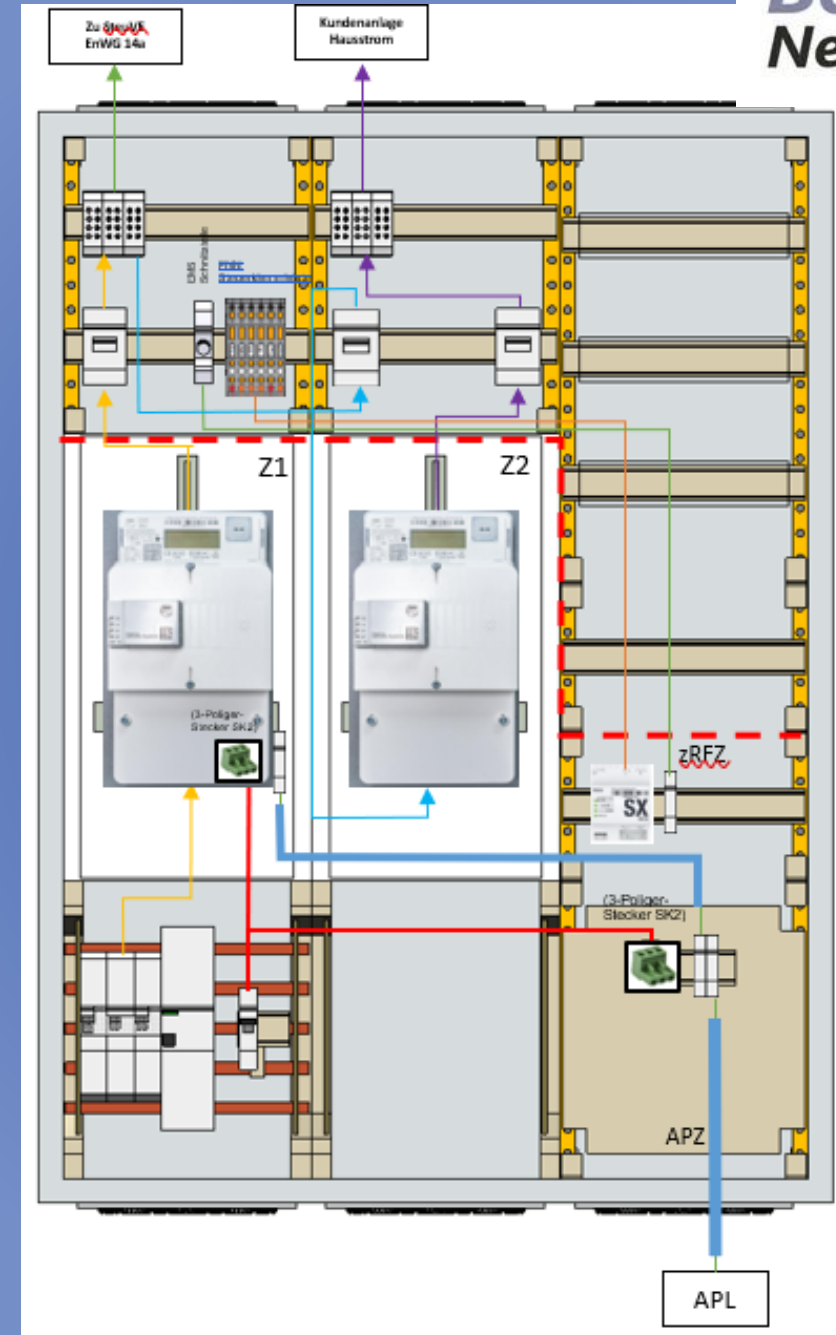 Zu SteuVE
EnWG 14a
Kundenanlage
Hausstrom
Ne
EMS
Z1
Z2
(3-Poliger-
Stecker SK2)
zRFZ
SX
(3-Poliger-
Stecker SK2)
APZ
APL